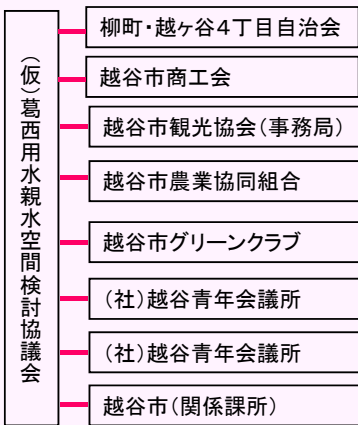 (仮)葛西用水親水空間検討協議会
柳町・越ヶ谷4丁目自治会
越谷市商工会
越谷市観光協会(事務局)
越谷市農業協同組合
越谷市グリーンクラブ
(社)越谷青年会議所
(社)越谷青年会議所
越谷市(関係課所)